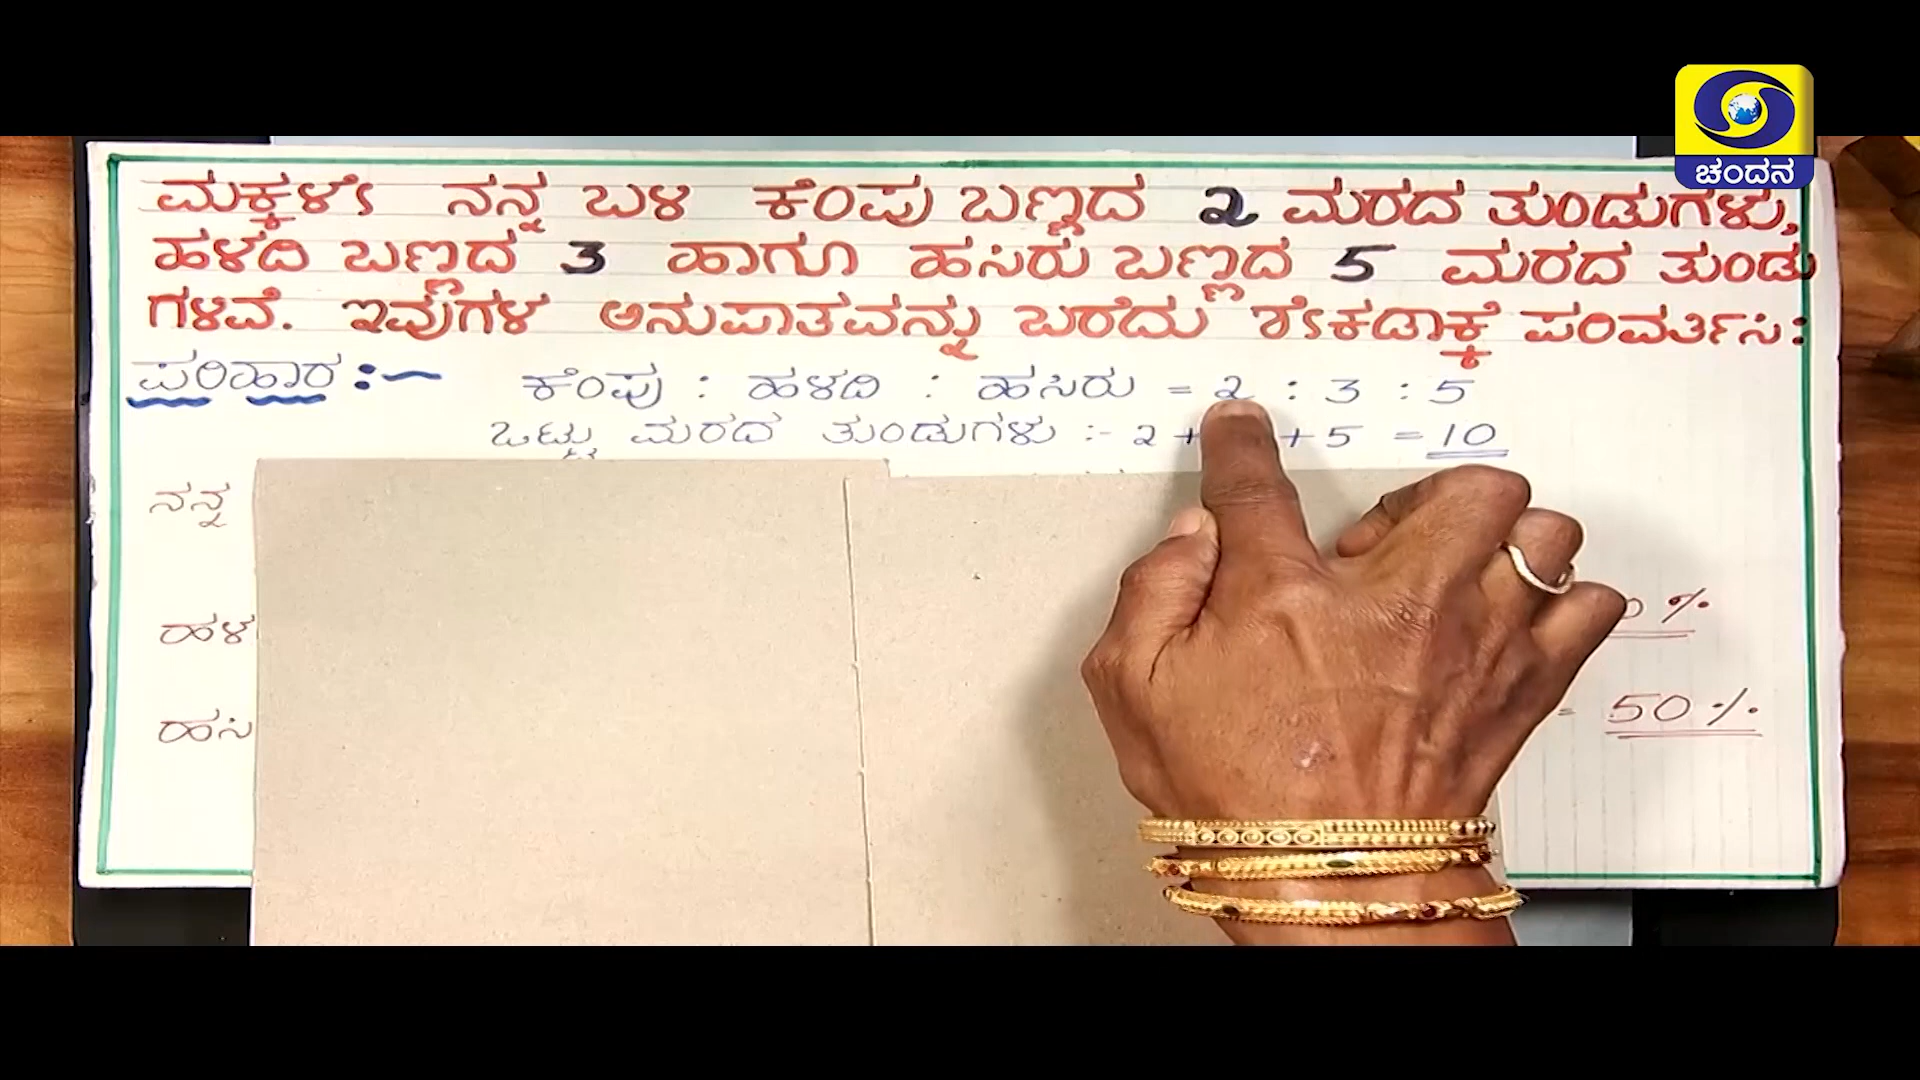 ಚಂದನ
ಮಕ್ಕಳೇ ನನ್ನ ಬಳಿ ಕೆಂಪು ಬಣ್ಣದ 2 ಮರದ ತುಂಡುಗಳು,
ಹಳದಿ ಬಣ್ಣದ 3 ಹಾಗೂ ಹಸಿರು ಬಣ್ಣದ 5 ಮರದ ತುಂಡು
ಗಳಿವೆ. ಇವುಗಳ ಅನುಪಾತವನ್ನು ಬರೆದು ಶೇಕಡಾಕ್ಕೆ ಪರಿವರ್ತಿಸಿ:
ಪರಿಹಾರ :~ ಕೆಂಪು : ಹಳದಿ : ಹಸಿರು = 2 : 3 : 5
ಒಟ್ಟು ಮರದ ತುಂಡುಗಳು :- 2 + + 5 = 10
ನನ್ನ
ಹಳ %
ಹಸಿ = 50 %